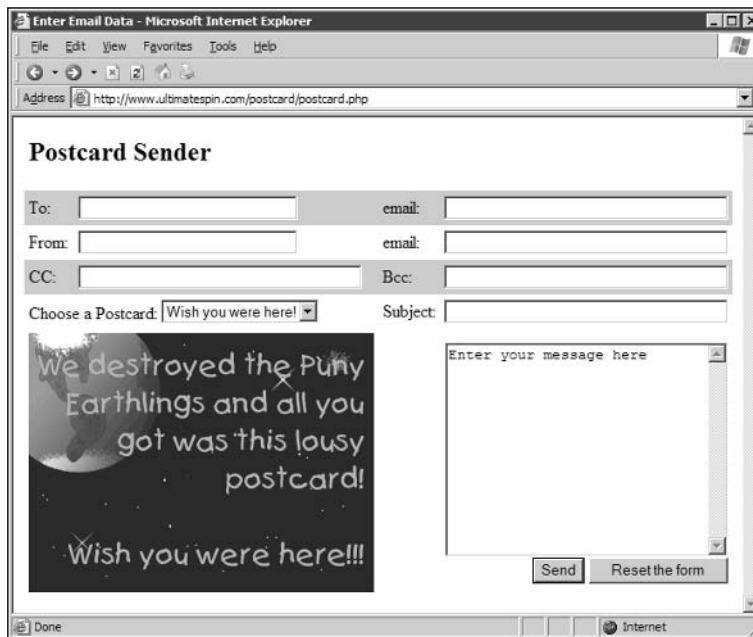 Enter Email Data - Microsoft Internet Explorer
File Edit View Favorites Tools Help
Address http://www.ultimatespin.com/postcard/postcard.php
Postcard Sender
To: email:
From: email:
CC: Bcc:
Choose a Postcard: Wish you were here! Subject:
We destroyed the Puny
Earthlings and all you
got was this lousy
postcard!
Wish you were here!!!
Enter your message here
Send Reset the form
Done Internet